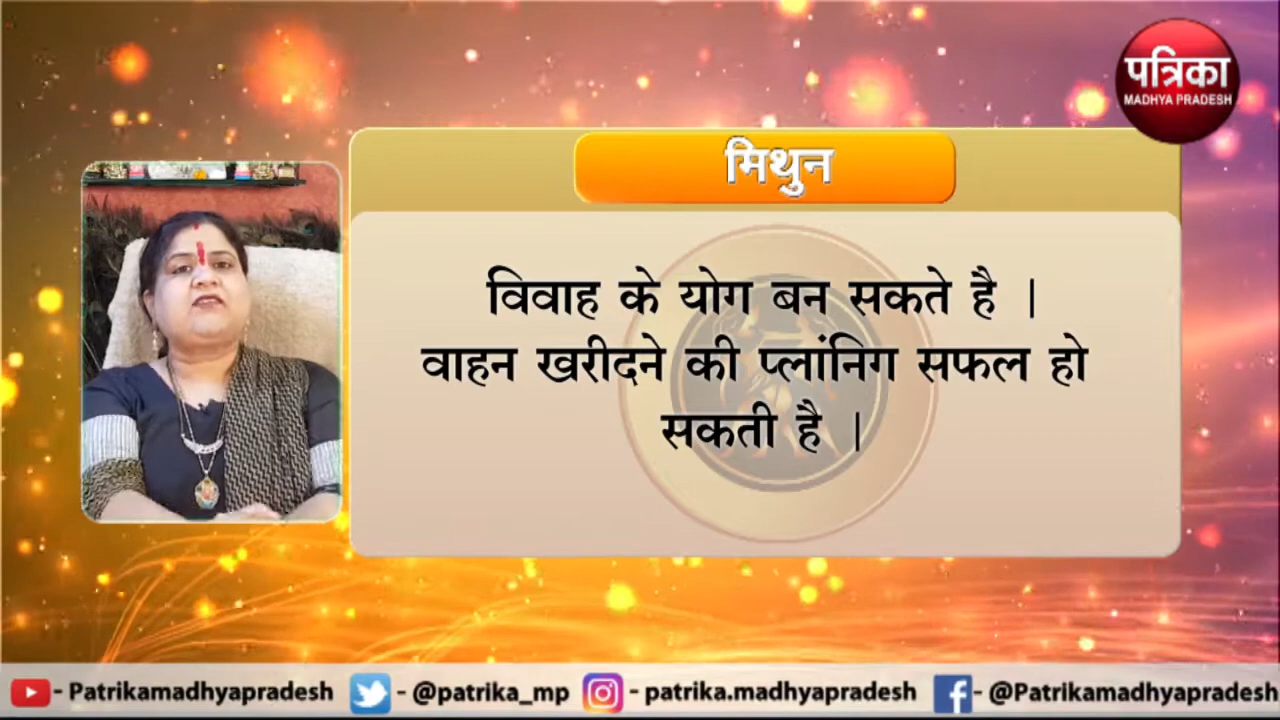 पत्रिका
MADHYA PRADESH
मिथुन
विवाह के योग बन सकते है |
वाहन खरीदने की प्लांनिग सफल हो
सकती है |
- Patrikamadhyapradesh - @patrika_mp - patrika.madhyapradesh - @Patrikamadhyapradesh